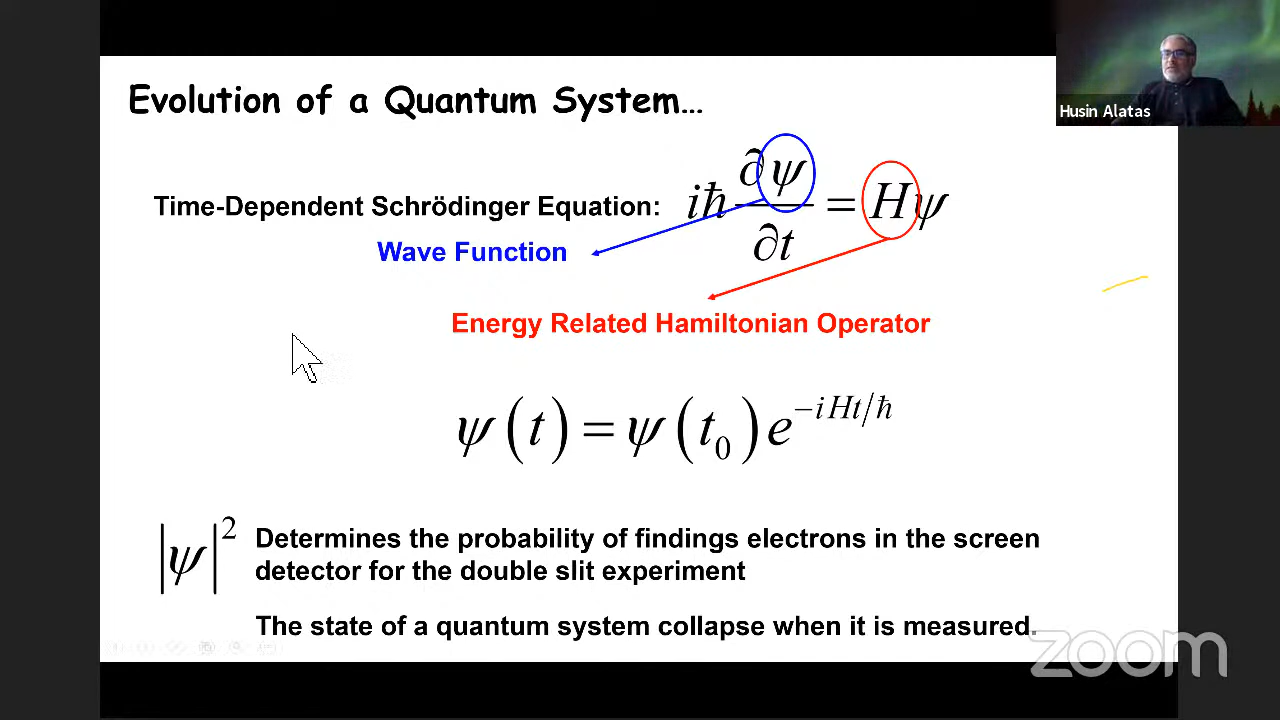 Evolution of a Quantum System…
Husin Alatas
Time-Dependent Schrödinger Equation: iħ ∂ψ/∂t = Hψ
Wave Function
Energy Related Hamiltonian Operator
ψ(t) = ψ(t₀) e^{−iHt/ħ}
|ψ|² Determines the probability of findings electrons in the screen
detector for the double slit experiment
The state of a quantum system collapse when it is measured.
zoom